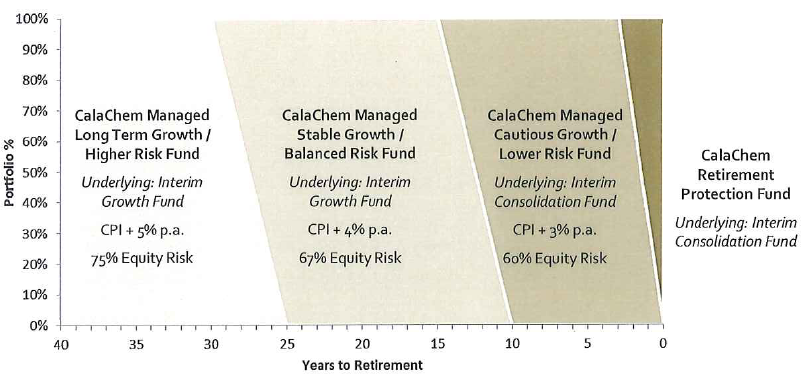 100%
90%
80%
70%
60%
50%
40%
30%
20%
10%
0%
Portfolio %
CalaChem Managed
Long Term Growth /
Higher Risk Fund
Underlying: Interim
Growth Fund
CPI + 5% p.a.
75% Equity Risk
CalaChem Managed
Stable Growth /
Balanced Risk Fund
Underlying: Interim
Growth Fund
CPI + 4% p.a.
67% Equity Risk
CalaChem Managed
Cautious Growth /
Lower Risk Fund
Underlying: Interim
Consolidation Fund
CPI + 3% p.a.
60% Equity Risk
CalaChem
Retirement
Protection Fund
Underlying: Interim
Consolidation Fund
40 35 30 25 20 15 10 5 0
Years to Retirement